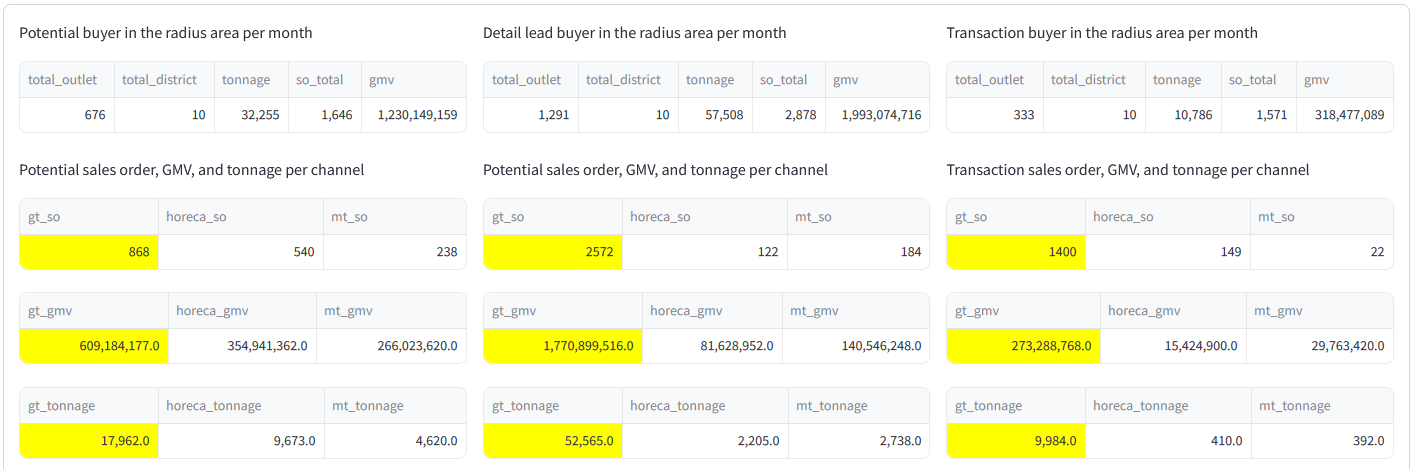 Potential buyer in the radius area per month
total_outlet total_district tonnage so_total gmv
676 10 32,255 1,646 1,230,149,159
Detail lead buyer in the radius area per month
total_outlet total_district tonnage so_total gmv
1,291 10 57,508 2,878 1,993,074,716
Transaction buyer in the radius area per month
total_outlet total_district tonnage so_total gmv
333 10 10,786 1,571 318,477,089
Potential sales order, GMV, and tonnage per channel
gt_so horeca_so mt_so
868 540 238
gt_gmv horeca_gmv mt_gmv
609,184,177.0 354,941,362.0 266,023,620.0
gt_tonnage horeca_tonnage mt_tonnage
17,962.0 9,673.0 4,620.0
Potential sales order, GMV, and tonnage per channel
gt_so horeca_so mt_so
2572 122 184
gt_gmv horeca_gmv mt_gmv
1,770,899,516.0 81,628,952.0 140,546,248.0
gt_tonnage horeca_tonnage mt_tonnage
52,565.0 2,205.0 2,738.0
Transaction sales order, GMV, and tonnage per channel
gt_so horeca_so mt_so
1400 149 22
gt_gmv horeca_gmv mt_gmv
273,288,768.0 15,424,900.0 29,763,420.0
gt_tonnage horeca_tonnage mt_tonnage
9,984.0 410.0 392.0